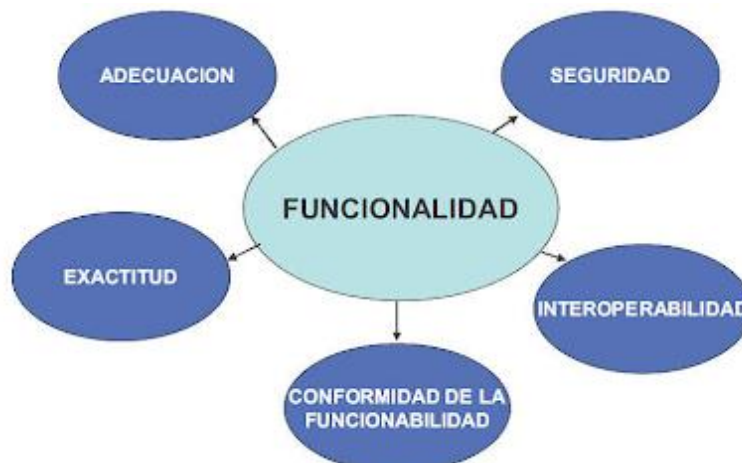 ADECUACION
SEGURIDAD
FUNCIONALIDAD
EXACTITUD
INTEROPERABILIDAD
CONFORMIDAD DE LA
FUNCIONABILIDAD